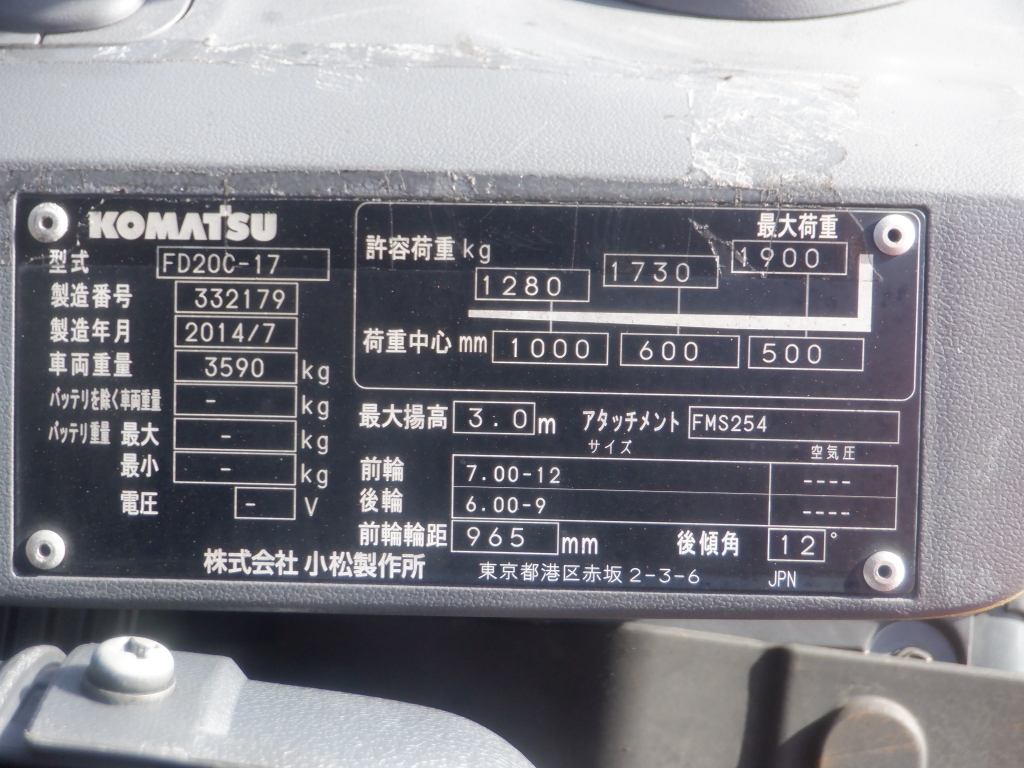 KOMATSU
型式 FD20C-17
製造番号 332179
製造年月 2014/7
車両重量 3590 kg
バッテリを除く車両重量 - kg
バッテリ重量 最大 - kg
最小 - kg
電圧 - V
最大荷重
許容荷重 kg 1280 1730 1900
荷重中心 mm 1000 600 500
最大揚高 3.0 m アタッチメント FMS254
サイズ 空気圧
前輪 7.00-12 ----
後輪 6.00-9 ----
前輪輪距 965 mm 後傾角 12°
株式会社 小松製作所 東京都港区赤坂2-3-6 JPN